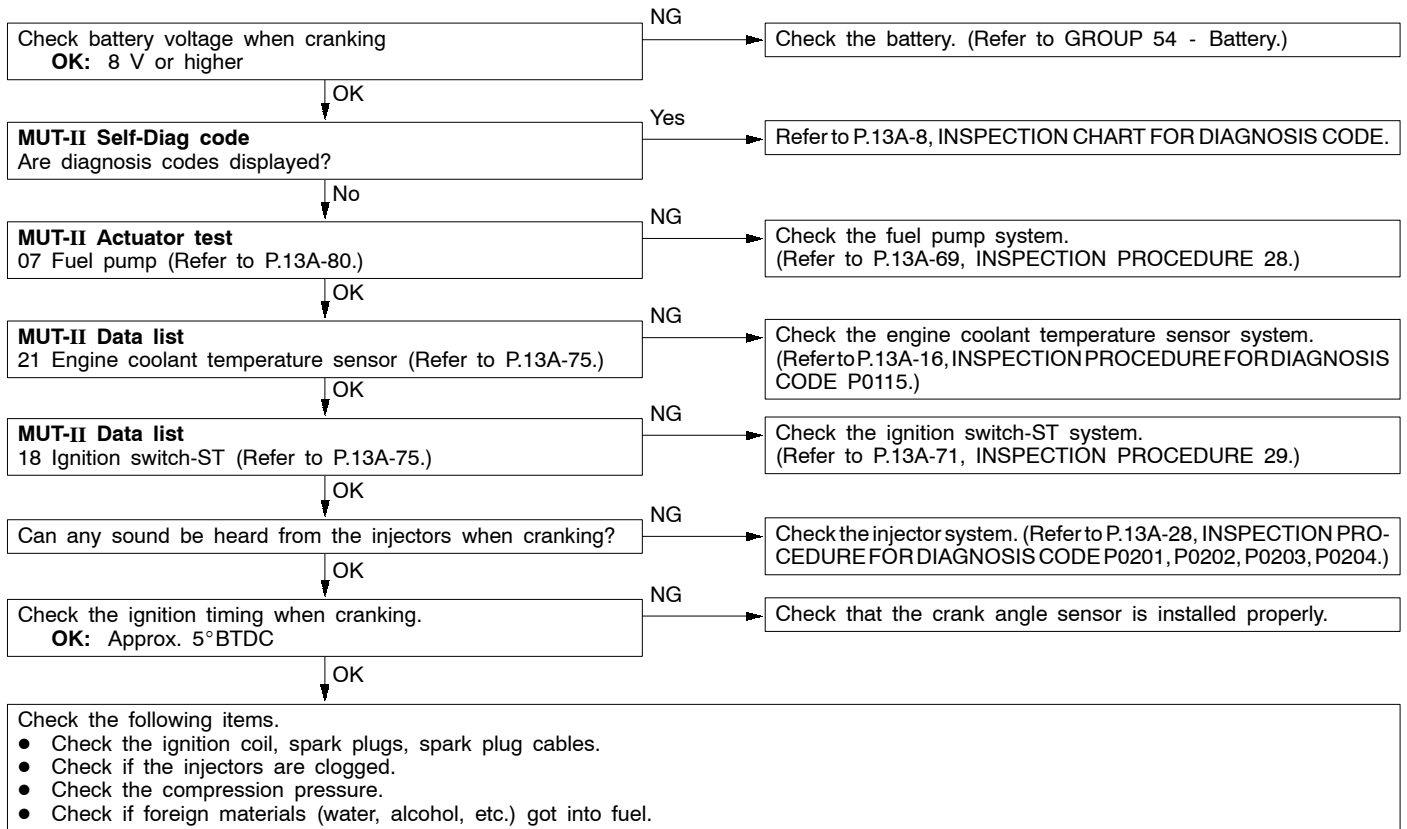 NG
Check battery voltage when cranking
OK: 8 V or higher
Check the battery. (Refer to GROUP 54 - Battery.)
OK
MUT-II Self-Diag code
Are diagnosis codes displayed?
Yes
Refer to P.13A-8, INSPECTION CHART FOR DIAGNOSIS CODE.
No
MUT-II Actuator test
07 Fuel pump (Refer to P.13A-80.)
NG
Check the fuel pump system.
(Refer to P.13A-69, INSPECTION PROCEDURE 28.)
OK
MUT-II Data list
21 Engine coolant temperature sensor (Refer to P.13A-75.)
NG
Check the engine coolant temperature sensor system.
(Refer to P.13A-16, INSPECTION PROCEDURE FOR DIAGNOSIS
CODE P0115.)
OK
MUT-II Data list
18 Ignition switch-ST (Refer to P.13A-75.)
NG
Check the ignition switch-ST system.
(Refer to P.13A-71, INSPECTION PROCEDURE 29.)
OK
Can any sound be heard from the injectors when cranking?
NG
Check the injector system. (Refer to P.13A-28, INSPECTION PRO-
CEDURE FOR DIAGNOSIS CODE P0201, P0202, P0203, P0204.)
OK
Check the ignition timing when cranking.
OK: Approx. 5°BTDC
NG
Check that the crank angle sensor is installed properly.
OK
Check the following items.
● Check the ignition coil, spark plugs, spark plug cables.
● Check if the injectors are clogged.
● Check the compression pressure.
● Check if foreign materials (water, alcohol, etc.) got into fuel.